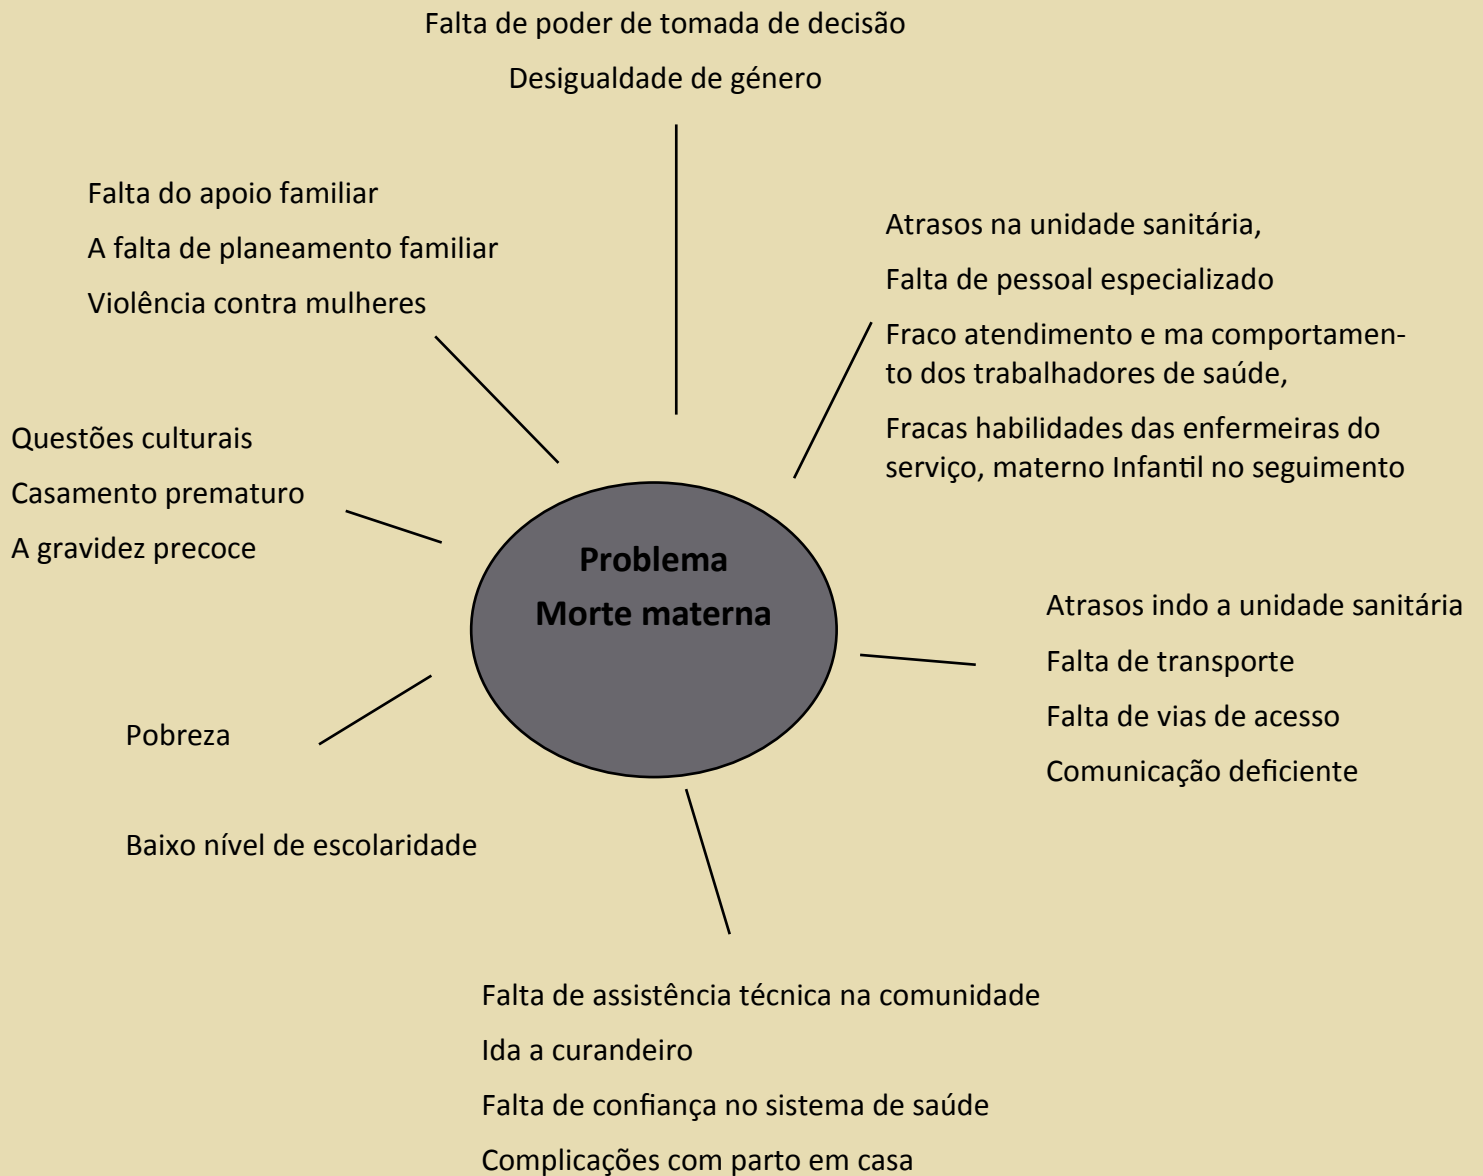 Falta de poder de tomada de decisão
Desigualdade de género
Falta do apoio familiar
A falta de planeamento familiar
Violência contra mulheres
Atrasos na unidade sanitária,
Falta de pessoal especializado
Fraco atendimento e ma comportamen-
to dos trabalhadores de saúde,
Fracas habilidades das enfermeiras do
serviço, materno Infantil no seguimento
Questões culturais
Casamento prematuro
A gravidez precoce
Problema
Morte materna
Atrasos indo a unidade sanitária
Falta de transporte
Falta de vias de acesso
Comunicação deficiente
Pobreza
Baixo nível de escolaridade
Falta de assistência técnica na comunidade
Ida a curandeiro
Falta de confiança no sistema de saúde
Complicações com parto em casa